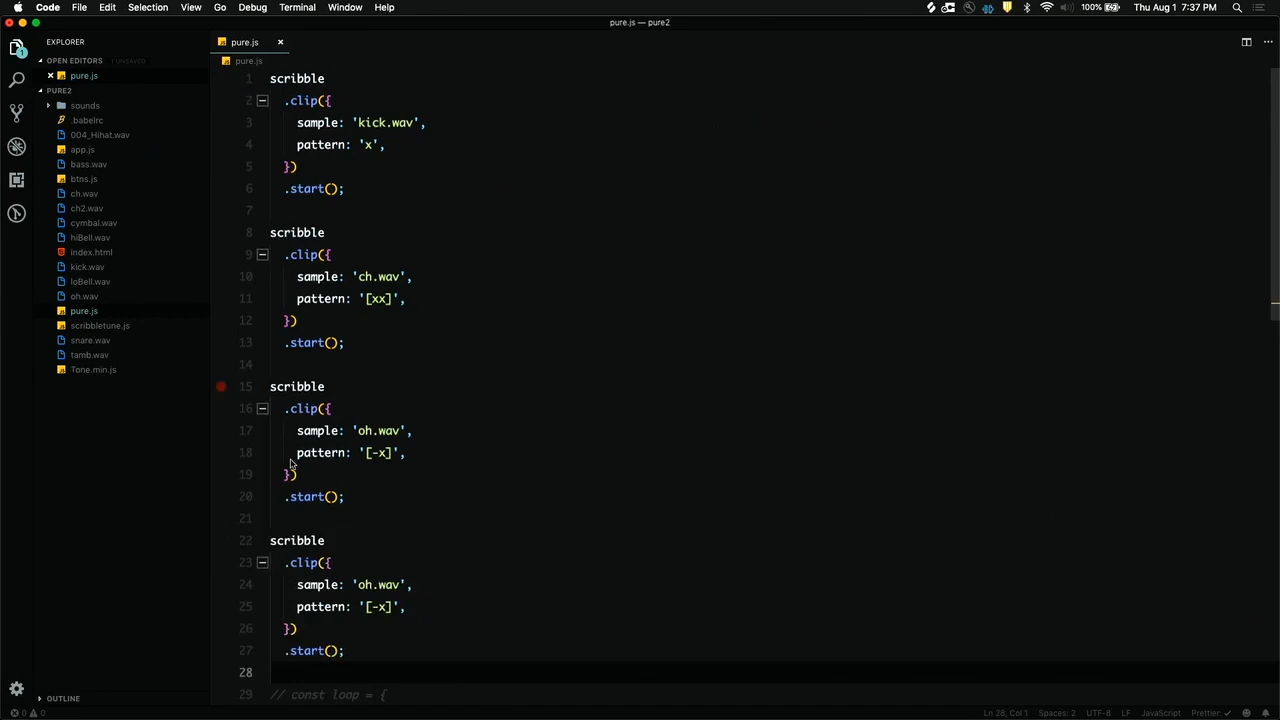 Code File Edit Selection View Go Debug Terminal Window Help 100% Thu Aug 1 7:37 PM
pure.js — pure2
EXPLORER
OPEN EDITORS 1 UNSAVED
pure.js
PURE2
sounds
.babelrc
004_Hihat.wav
app.js
bass.wav
btns.js
ch.wav
ch2.wav
cymbal.wav
hiBell.wav
index.html
kick.wav
loBell.wav
oh.wav
pure.js
scribbletune.js
snare.wav
tamb.wav
Tone.min.js
OUTLINE
pure.js
pure.js
1 scribble
2 .clip({
3 sample: 'kick.wav',
4 pattern: 'x',
5 })
6 .start();
7
8 scribble
9 .clip({
10 sample: 'ch.wav',
11 pattern: '[xx]',
12 })
13 .start();
14
15 scribble
16 .clip({
17 sample: 'oh.wav',
18 pattern: '[-x]',
19 })
20 .start();
21
22 scribble
23 .clip({
24 sample: 'oh.wav',
25 pattern: '[-x]',
26 })
27 .start();
28
29 // const loop = {
0 0 Ln 28, Col 1 Spaces: 2 UTF-8 LF JavaScript Prettier: ✓
1